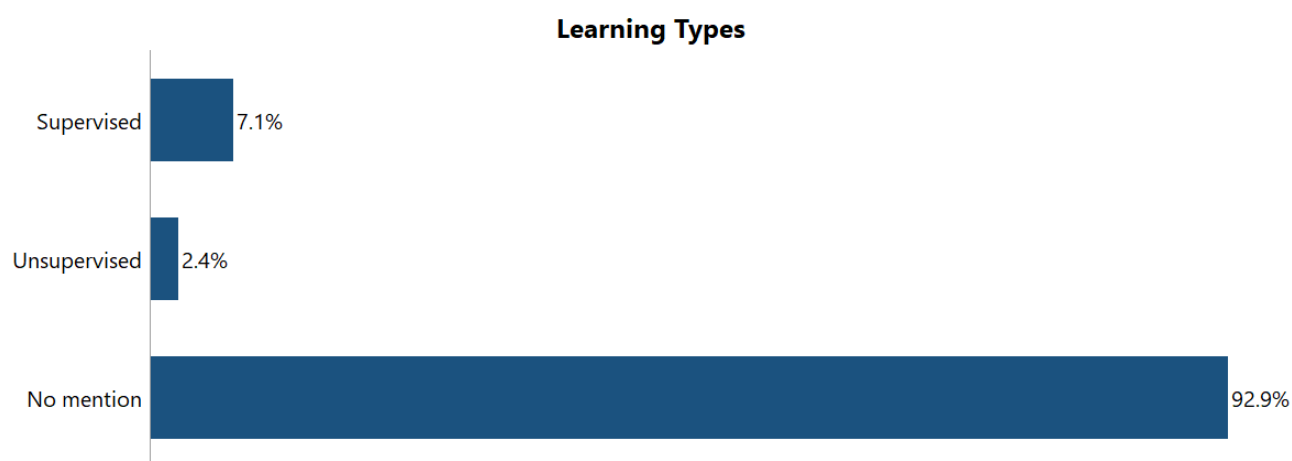 Learning Types
Supervised 7.1%
Unsupervised 2.4%
No mention 92.9%